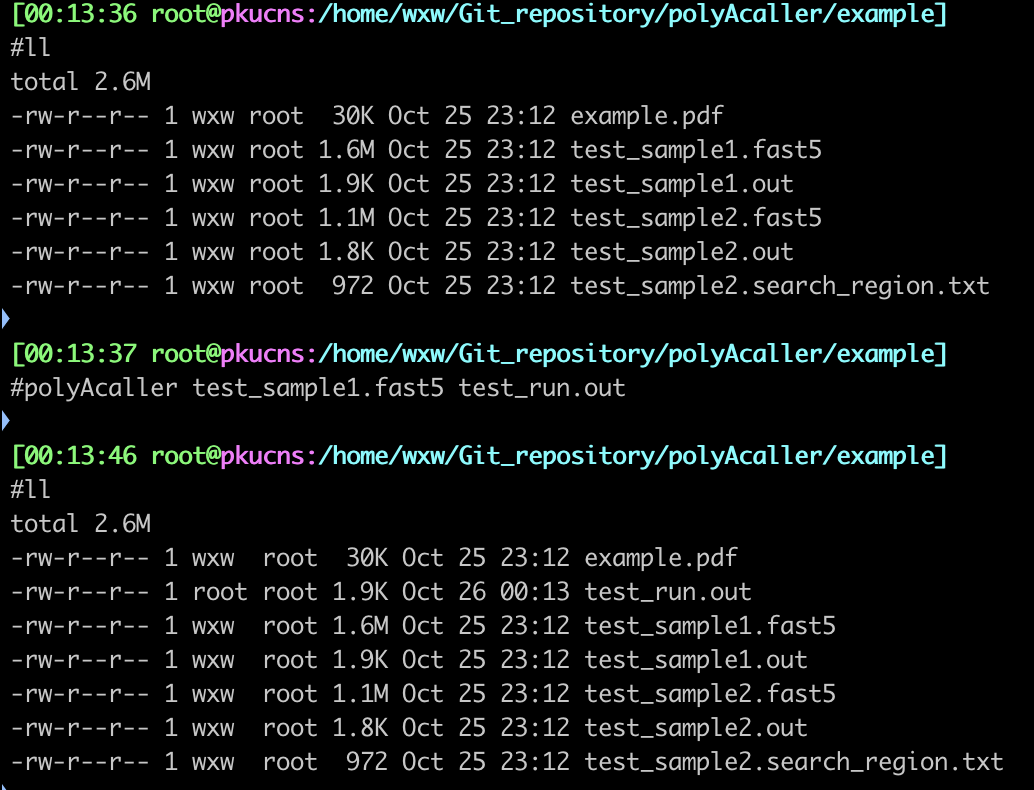 [00:13:36 root@pkucns:/home/wxw/Git_repository/polyAcaller/example]
#ll
total 2.6M
-rw-r--r-- 1 wxw root  30K Oct 25 23:12 example.pdf
-rw-r--r-- 1 wxw root 1.6M Oct 25 23:12 test_sample1.fast5
-rw-r--r-- 1 wxw root 1.9K Oct 25 23:12 test_sample1.out
-rw-r--r-- 1 wxw root 1.1M Oct 25 23:12 test_sample2.fast5
-rw-r--r-- 1 wxw root 1.8K Oct 25 23:12 test_sample2.out
-rw-r--r-- 1 wxw root  972 Oct 25 23:12 test_sample2.search_region.txt
[00:13:37 root@pkucns:/home/wxw/Git_repository/polyAcaller/example]
#polyAcaller test_sample1.fast5 test_run.out
[00:13:46 root@pkucns:/home/wxw/Git_repository/polyAcaller/example]
#ll
total 2.6M
-rw-r--r-- 1 wxw  root  30K Oct 25 23:12 example.pdf
-rw-r--r-- 1 root root 1.9K Oct 26 00:13 test_run.out
-rw-r--r-- 1 wxw  root 1.6M Oct 25 23:12 test_sample1.fast5
-rw-r--r-- 1 wxw  root 1.9K Oct 25 23:12 test_sample1.out
-rw-r--r-- 1 wxw  root 1.1M Oct 25 23:12 test_sample2.fast5
-rw-r--r-- 1 wxw  root 1.8K Oct 25 23:12 test_sample2.out
-rw-r--r-- 1 wxw  root  972 Oct 25 23:12 test_sample2.search_region.txt